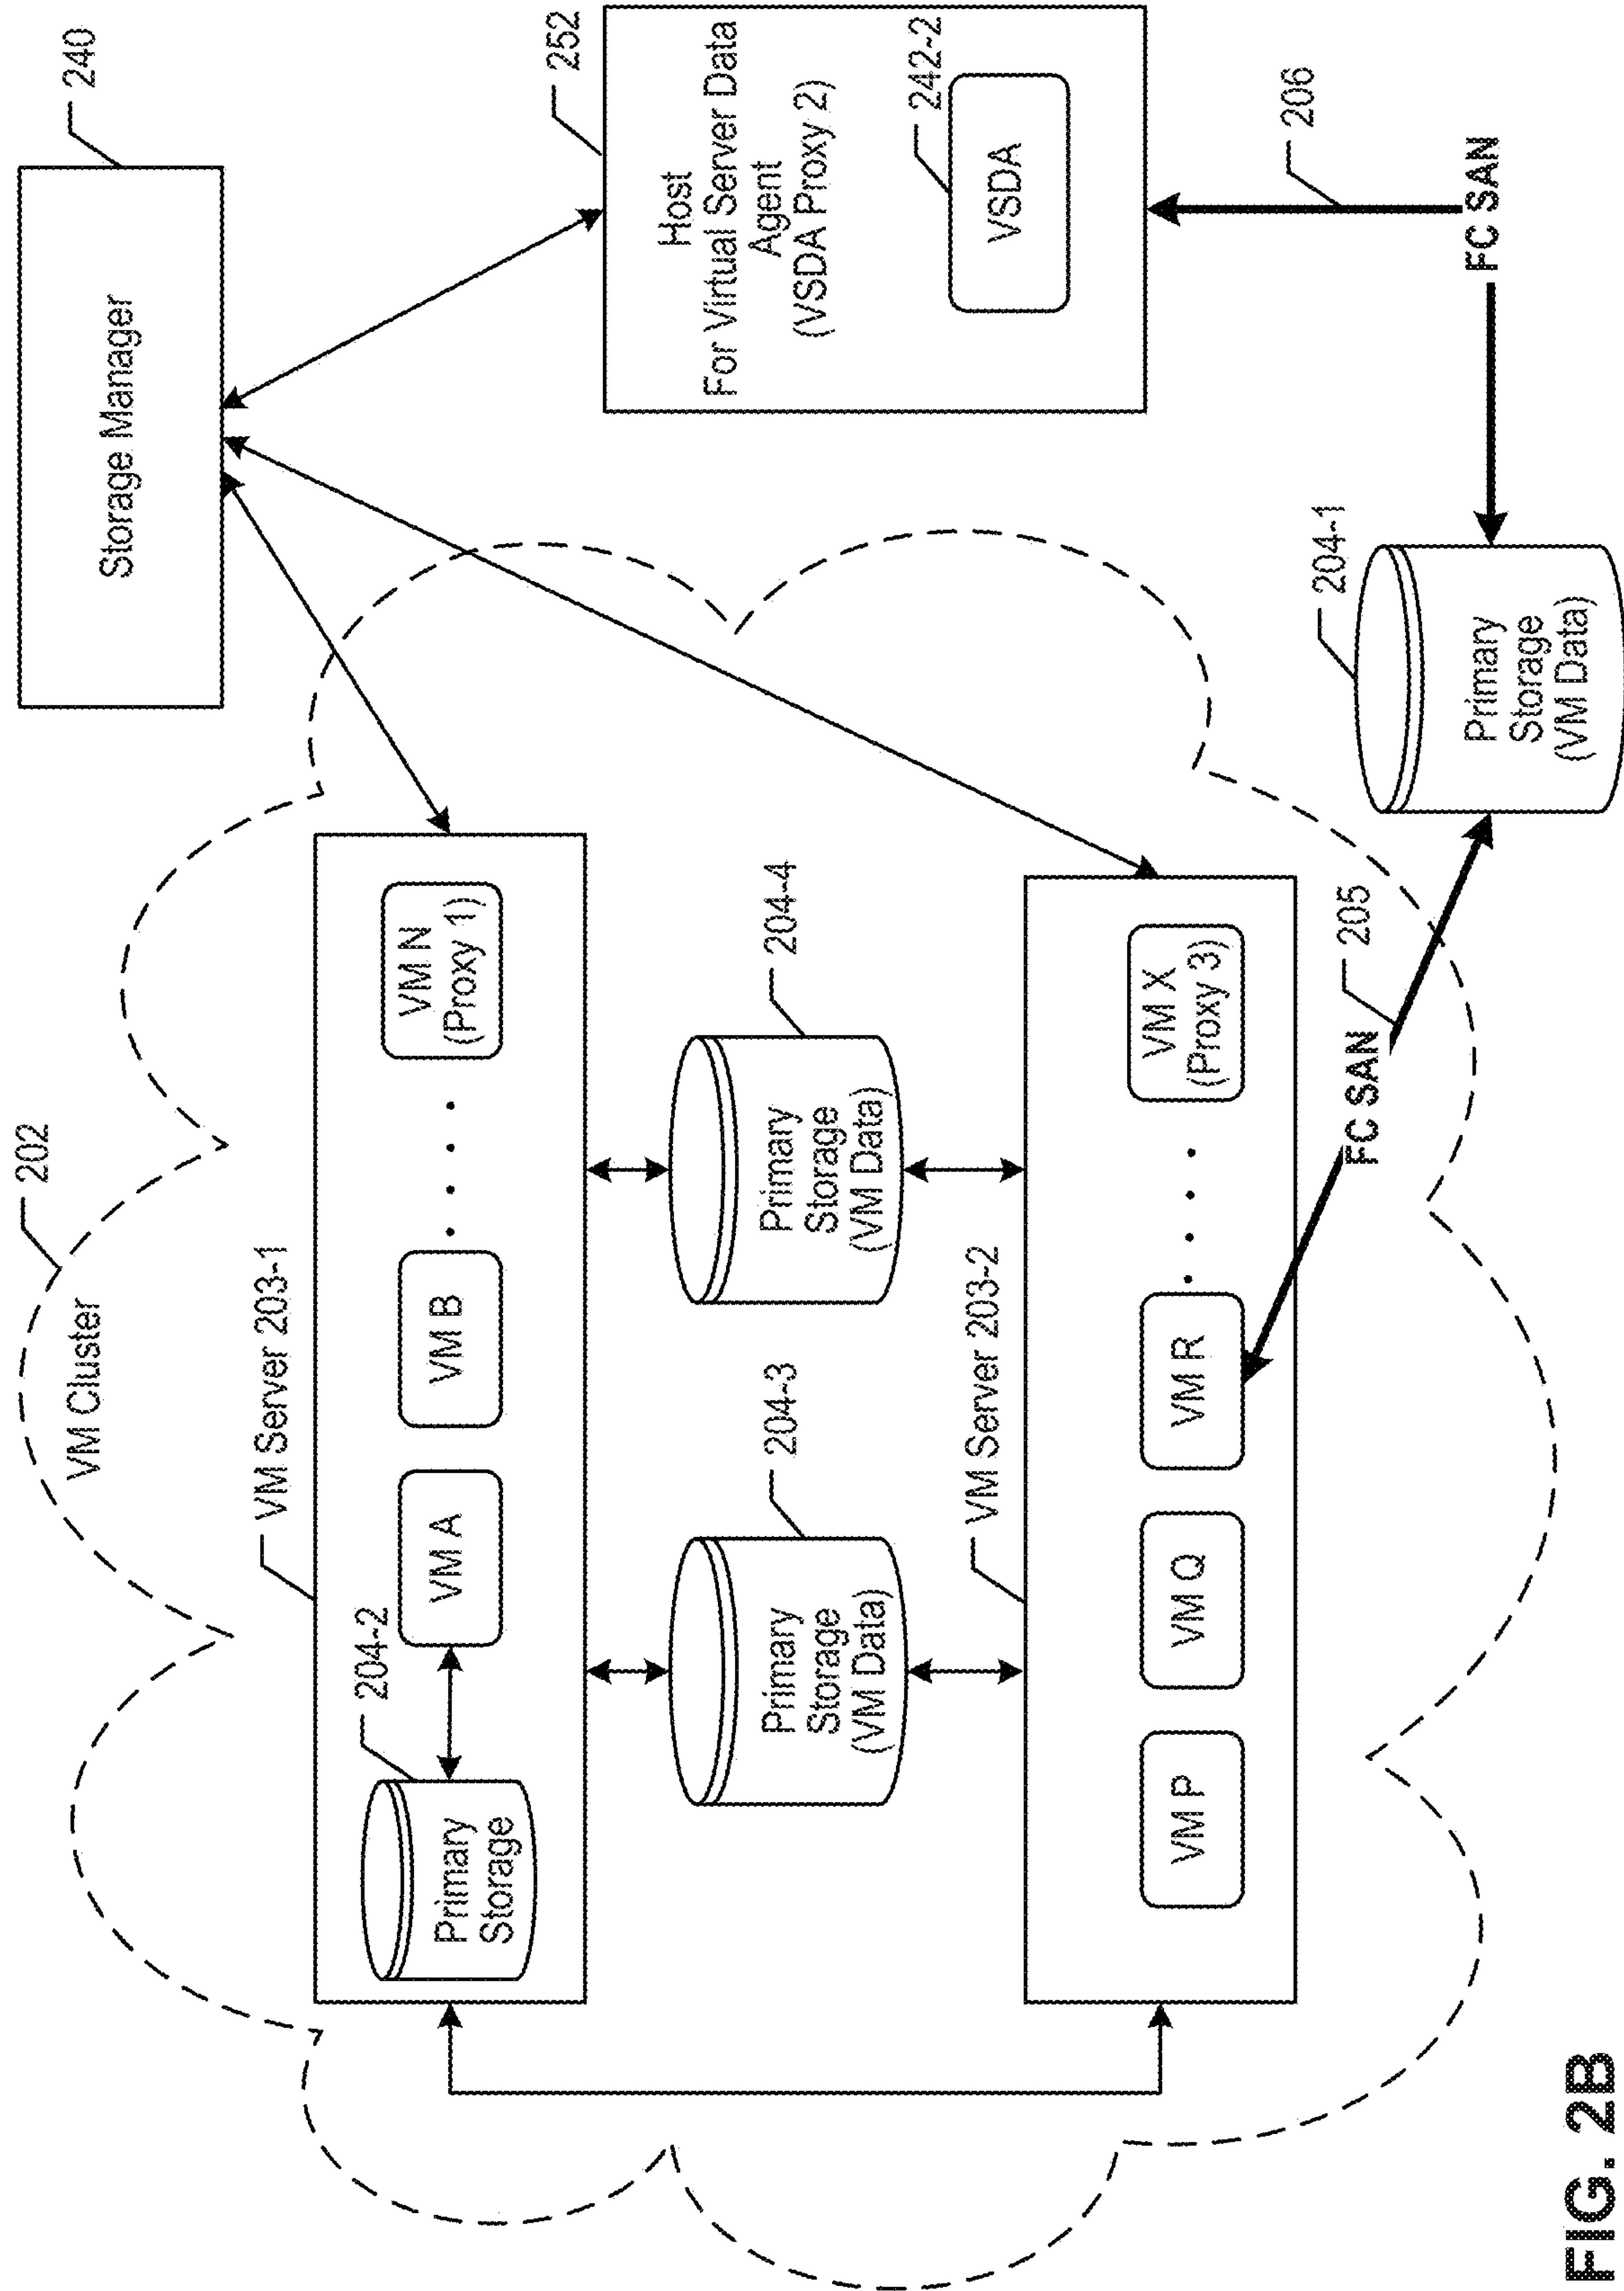 202
VM Cluster
240
Storage Manager
VM Server 203-1
204-2
Primary
Storage
VM A
VM B
VM N
(Proxy 1)
252
Host
For Virtual Server Data
Agent
(VSDA Proxy 2)
242-2
VSDA
204-3
Primary
Storage
(VM Data)
204-4
Primary
Storage
(VM Data)
VM Server 203-2
VM P
VM Q
VM R
VM X
(Proxy 3)
206
FC SAN
205
FC SAN
204-1
Primary
Storage
(VM Data)
FIG. 2B